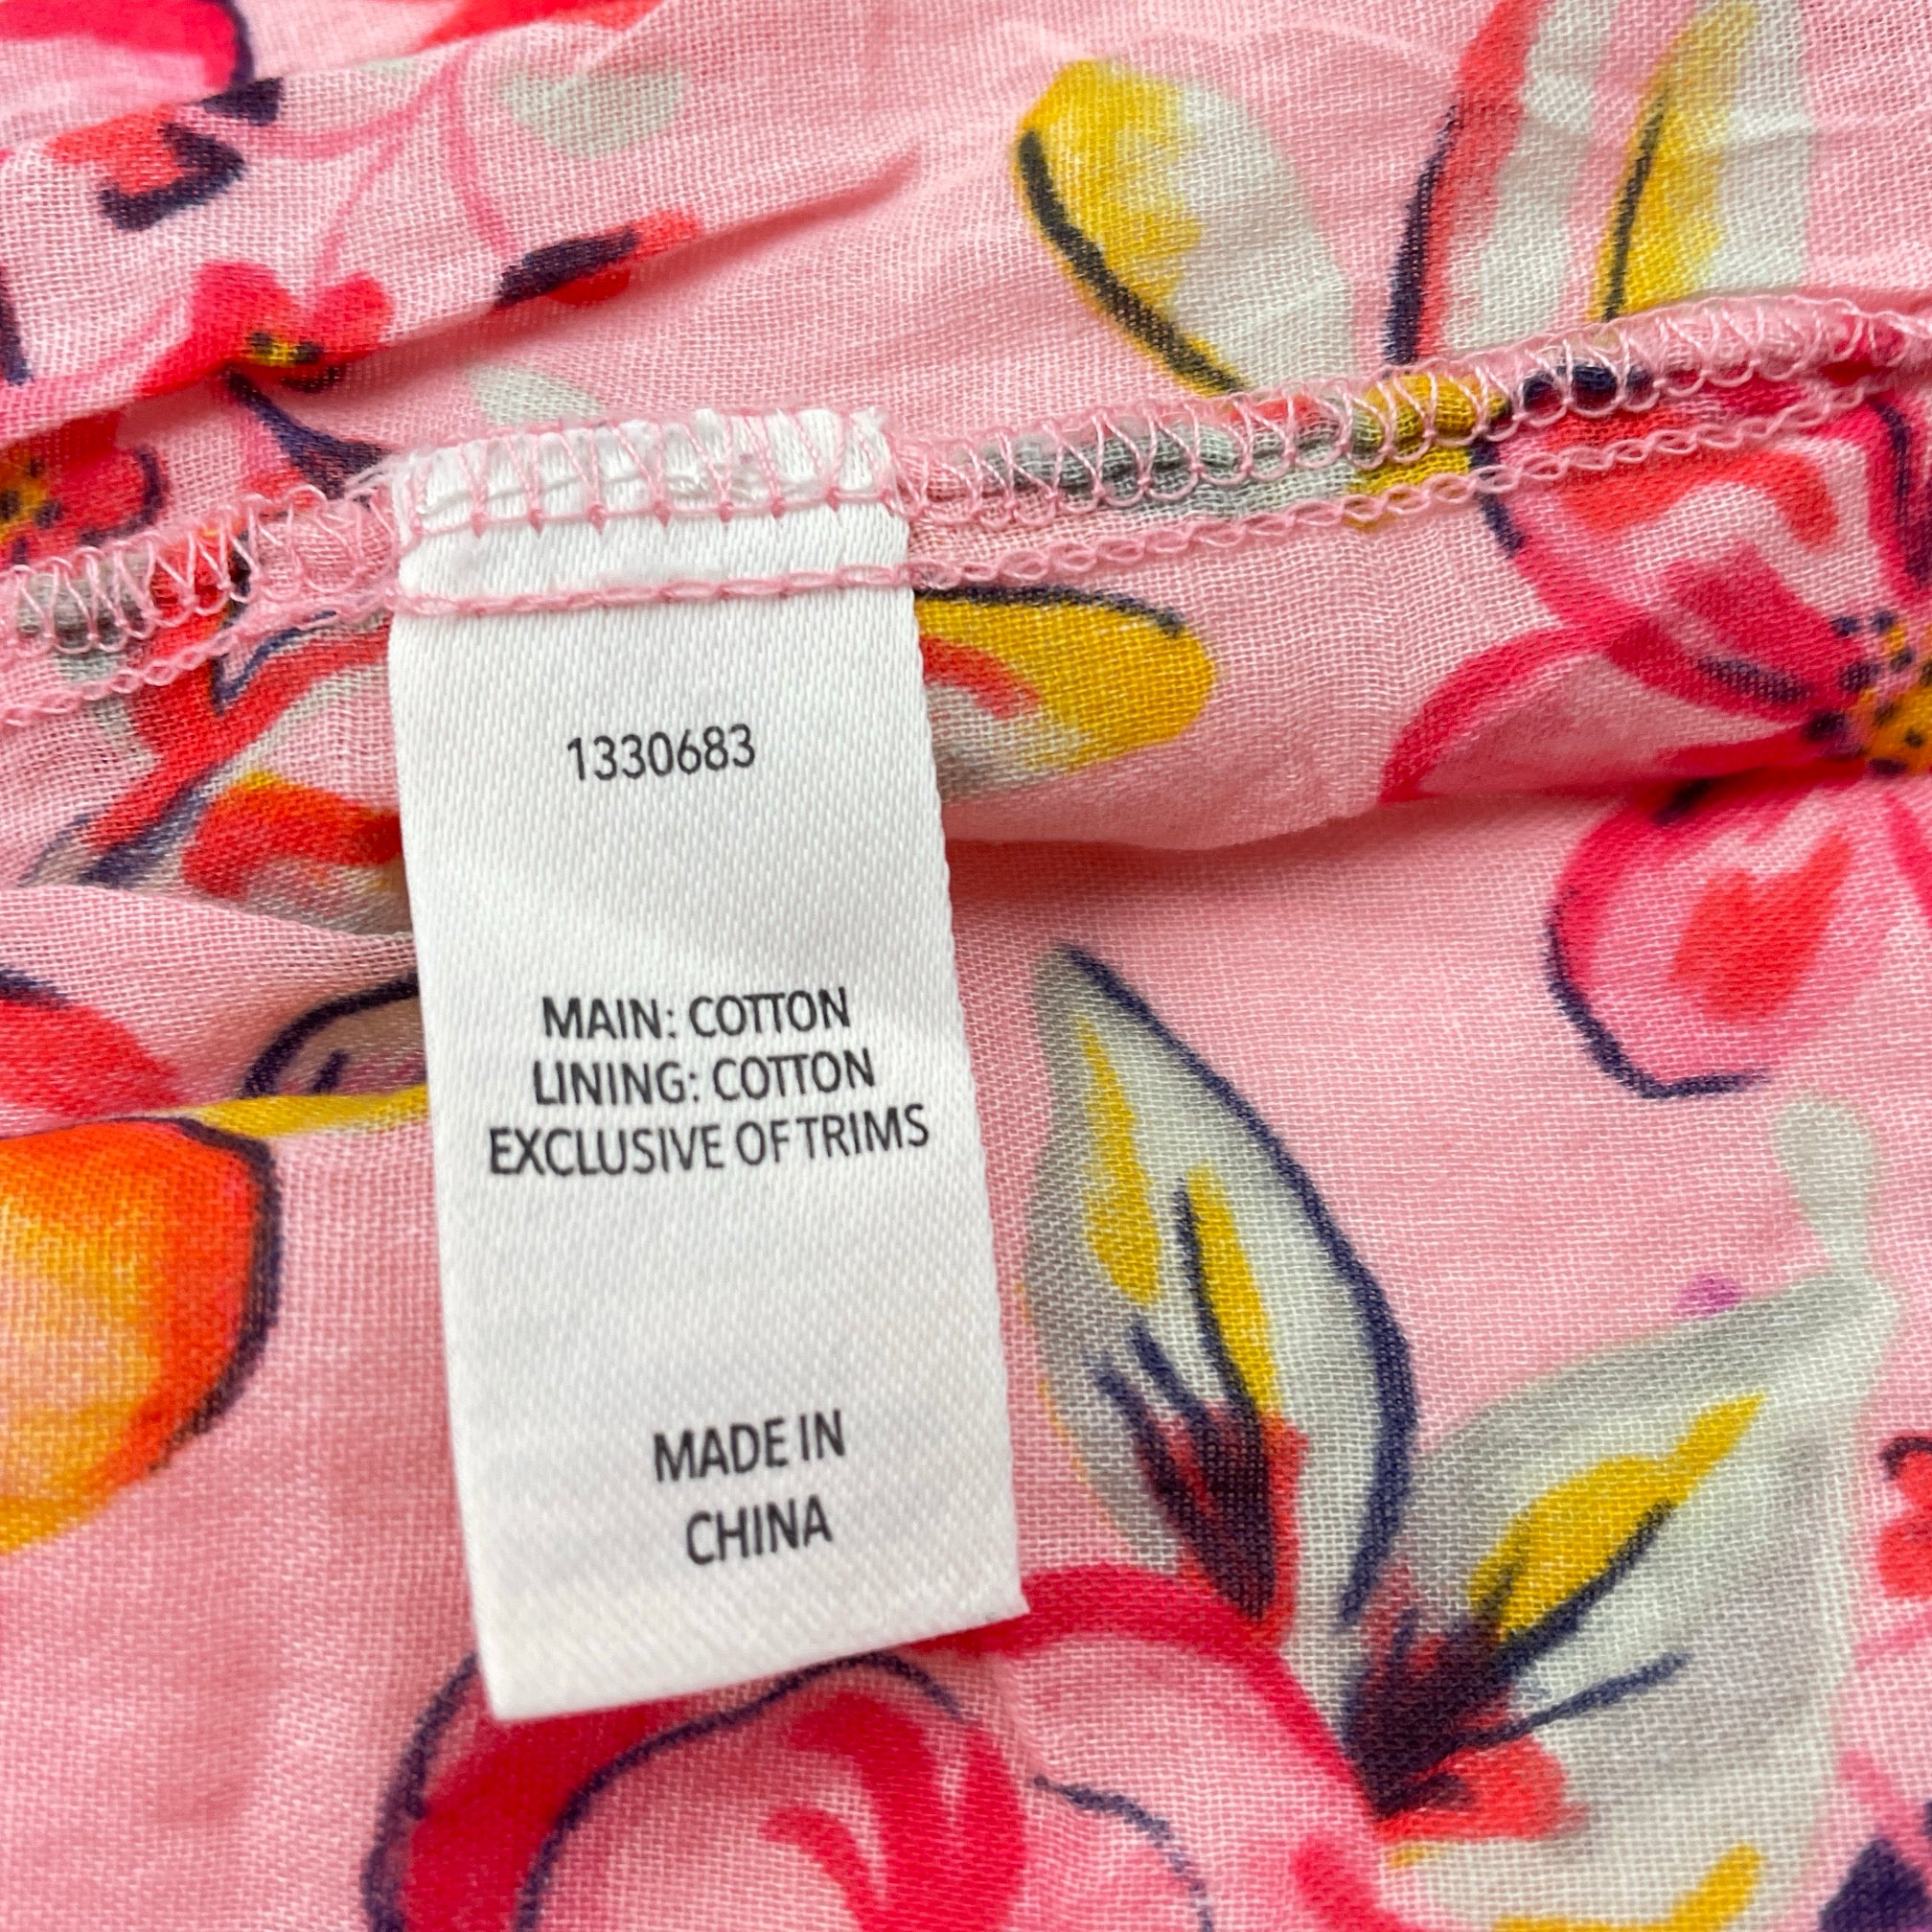 1330683
MAIN: COTTON
LINING: COTTON
EXCLUSIVE OF TRIMS
MADE IN
CHINA